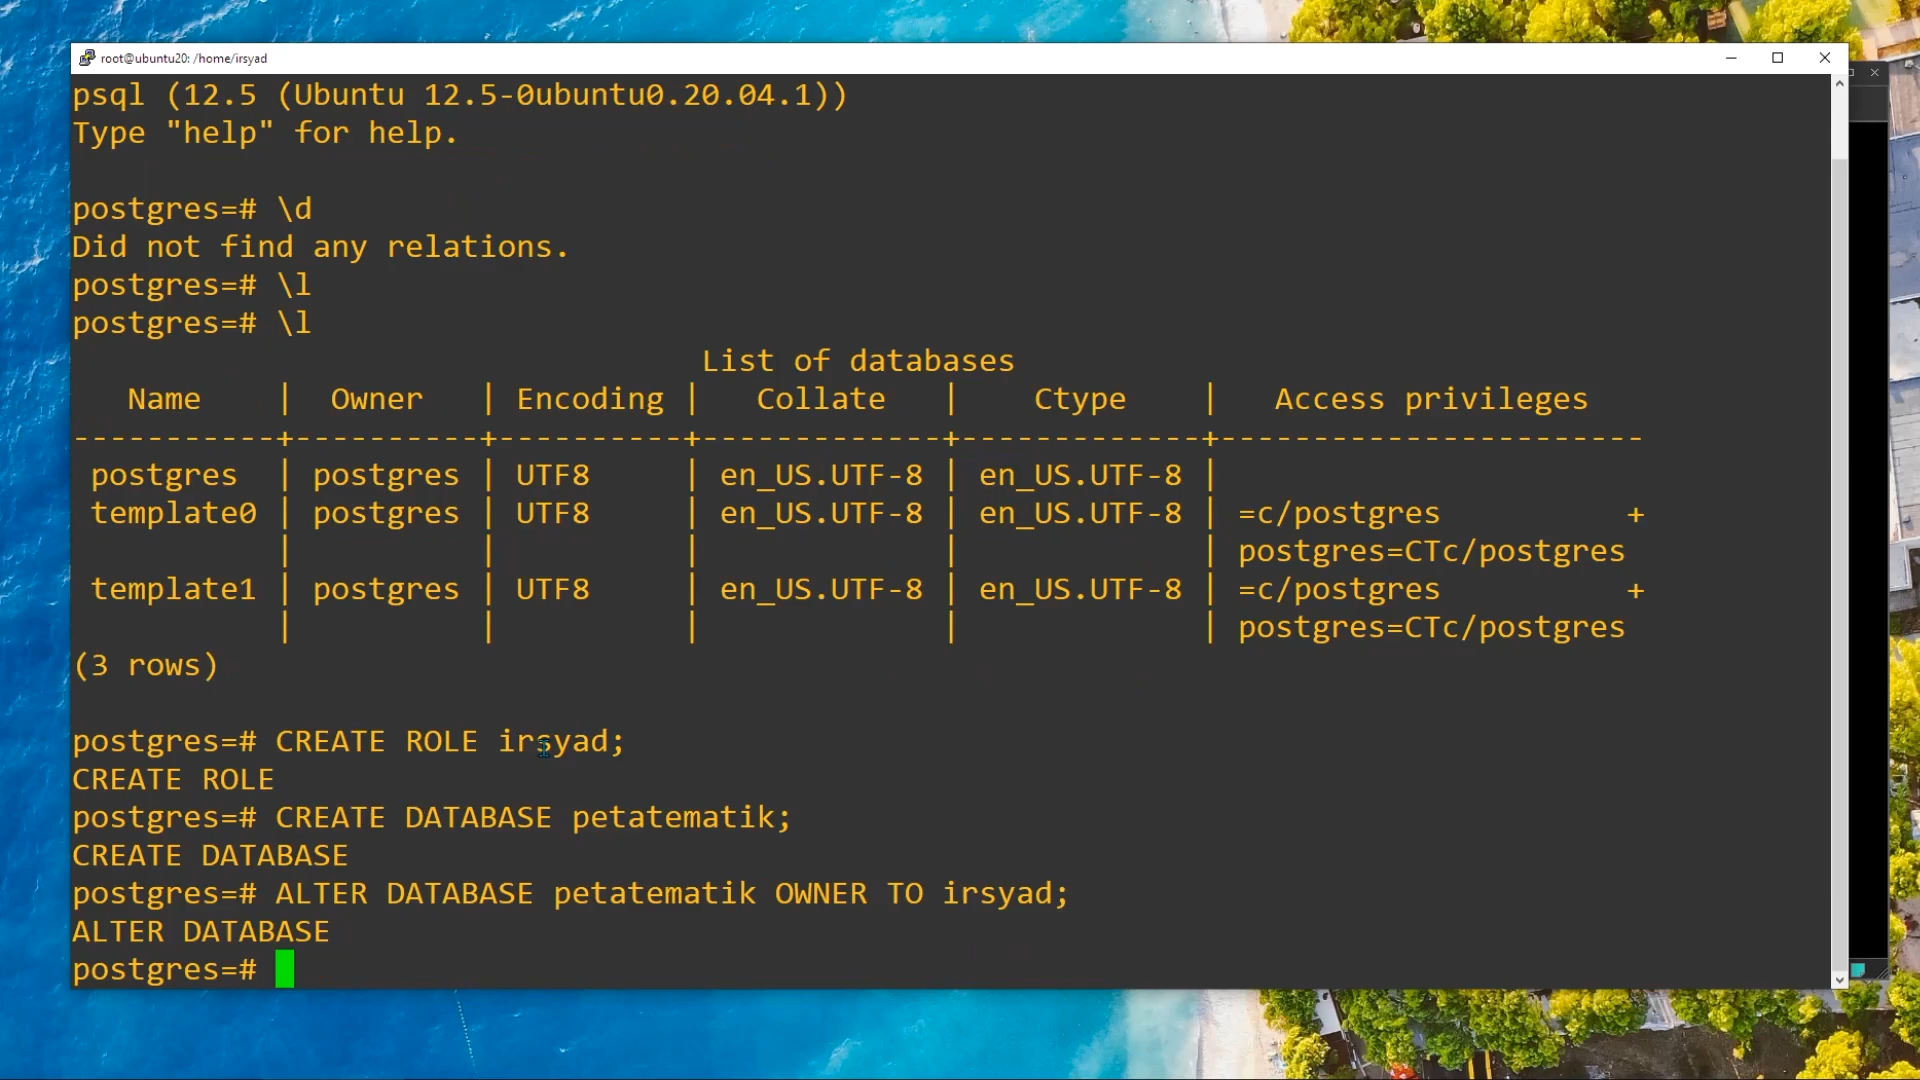 root@ubuntu20: /home/irsyad
psql (12.5 (Ubuntu 12.5-0ubuntu0.20.04.1))
Type "help" for help.
postgres=# \d
Did not find any relations.
postgres=# \l
postgres=# \l
                                  List of databases
   Name    |  Owner   | Encoding |   Collate   |    Ctype    |   Access privileges
-----------+----------+----------+-------------+-------------+-----------------------
 postgres  | postgres | UTF8     | en_US.UTF-8 | en_US.UTF-8 |
 template0 | postgres | UTF8     | en_US.UTF-8 | en_US.UTF-8 | =c/postgres          +
           |          |          |             |             | postgres=CTc/postgres
 template1 | postgres | UTF8     | en_US.UTF-8 | en_US.UTF-8 | =c/postgres          +
           |          |          |             |             | postgres=CTc/postgres
(3 rows)
postgres=# CREATE ROLE irsyad;
CREATE ROLE
postgres=# CREATE DATABASE petatematik;
CREATE DATABASE
postgres=# ALTER DATABASE petatematik OWNER TO irsyad;
ALTER DATABASE
postgres=#